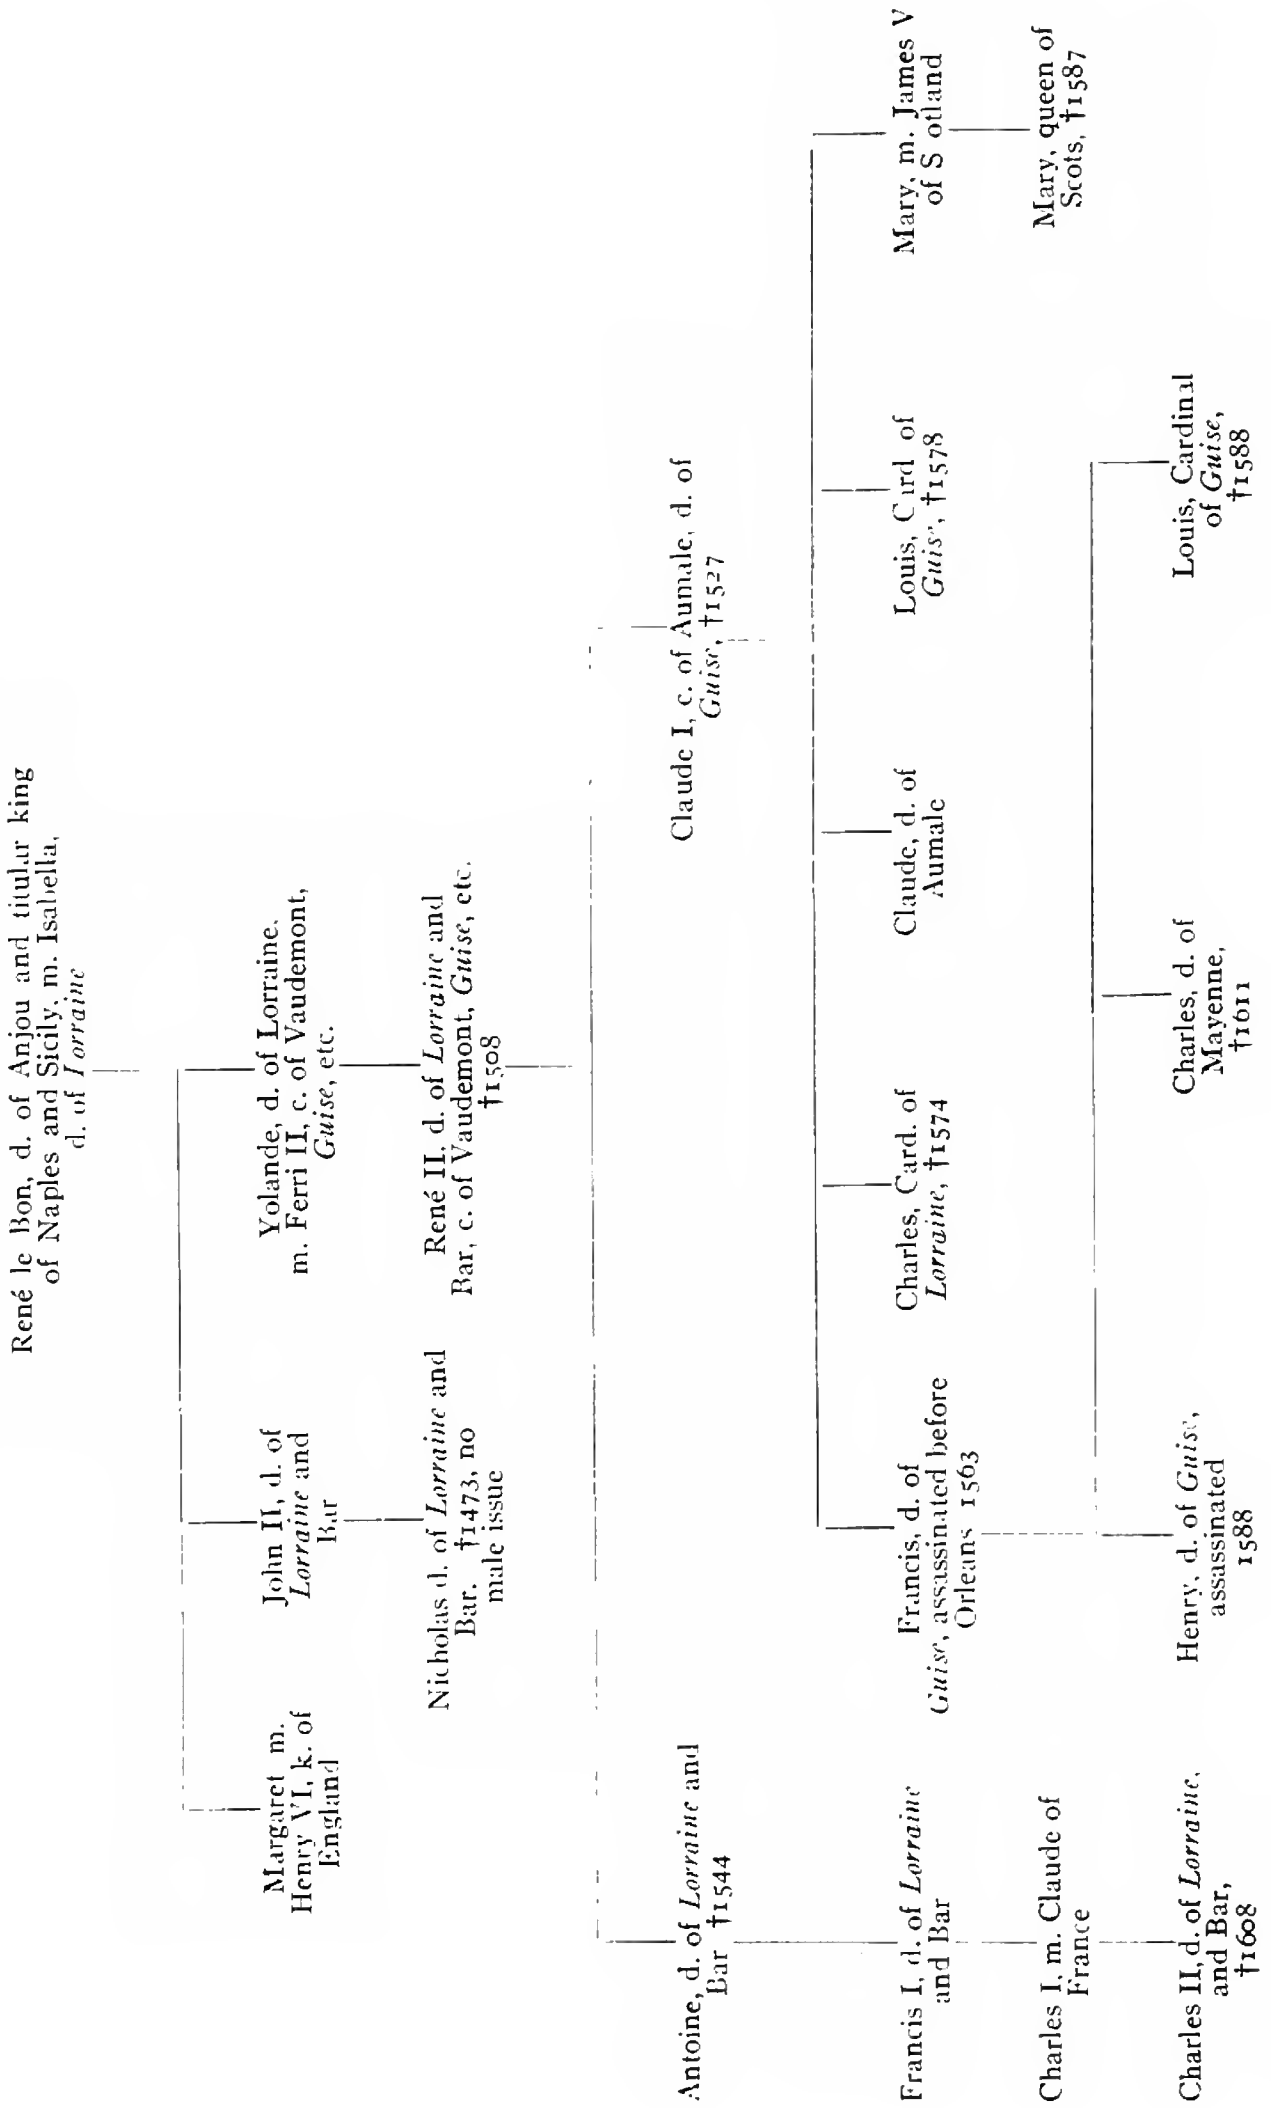 René le Bon, d. of Anjou and titular king
of Naples and Sicily, m. Isabella,
d. of Lorraine
Margaret m.
Henry VI, k. of
England
John II, d. of
Lorraine and
Bar
Yolande, d. of Lorraine.
m. Ferri II, c. of Vaudemont,
Guise, etc.
Nicholas d. of Lorraine and
Bar. †1473, no
male issue
René II, d. of Lorraine and
Bar, c. of Vaudemont, Guise, etc.
†1508
Antoine, d. of Lorraine and
Bar †1544
Claude I, c. of Aumale, d. of
Guise, †1527
Francis I, d. of Lorraine
and Bar
Francis, d. of
Guise, assassinated before
Orleans 1563
Charles, Card. of
Lorraine, †1574
Claude, d. of
Aumale
Louis, Card of
Guise, †1578
Mary, m. James V
of S otland
Charles I, m. Claude of
France
Mary, queen of
Scots, †1587
Charles II, d. of Lorraine,
and Bar,
†1608
Henry, d. of Guise,
assassinated
1588
Charles, d. of
Mayenne,
†1611
Louis, Cardinal
of Guise,
†1588